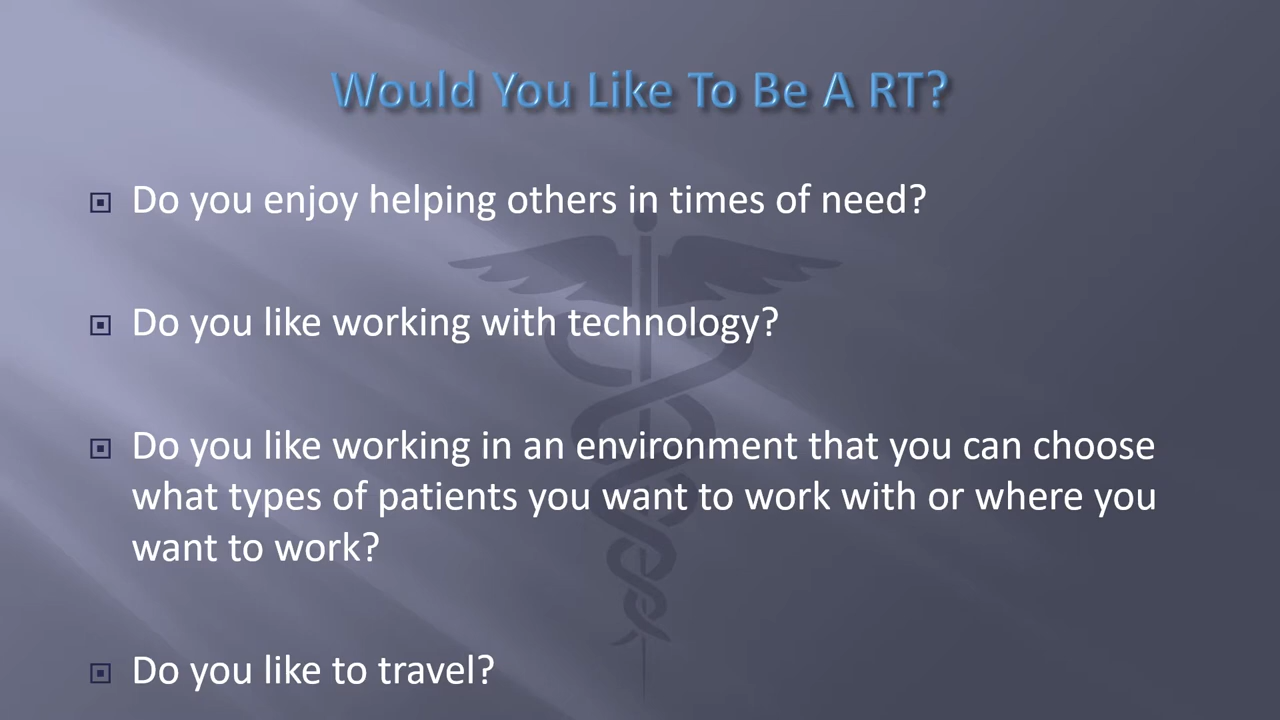 Would You Like To Be A RT?
Do you enjoy helping others in times of need?
Do you like working with technology?
Do you like working in an environment that you can choose
what types of patients you want to work with or where you
want to work?
Do you like to travel?